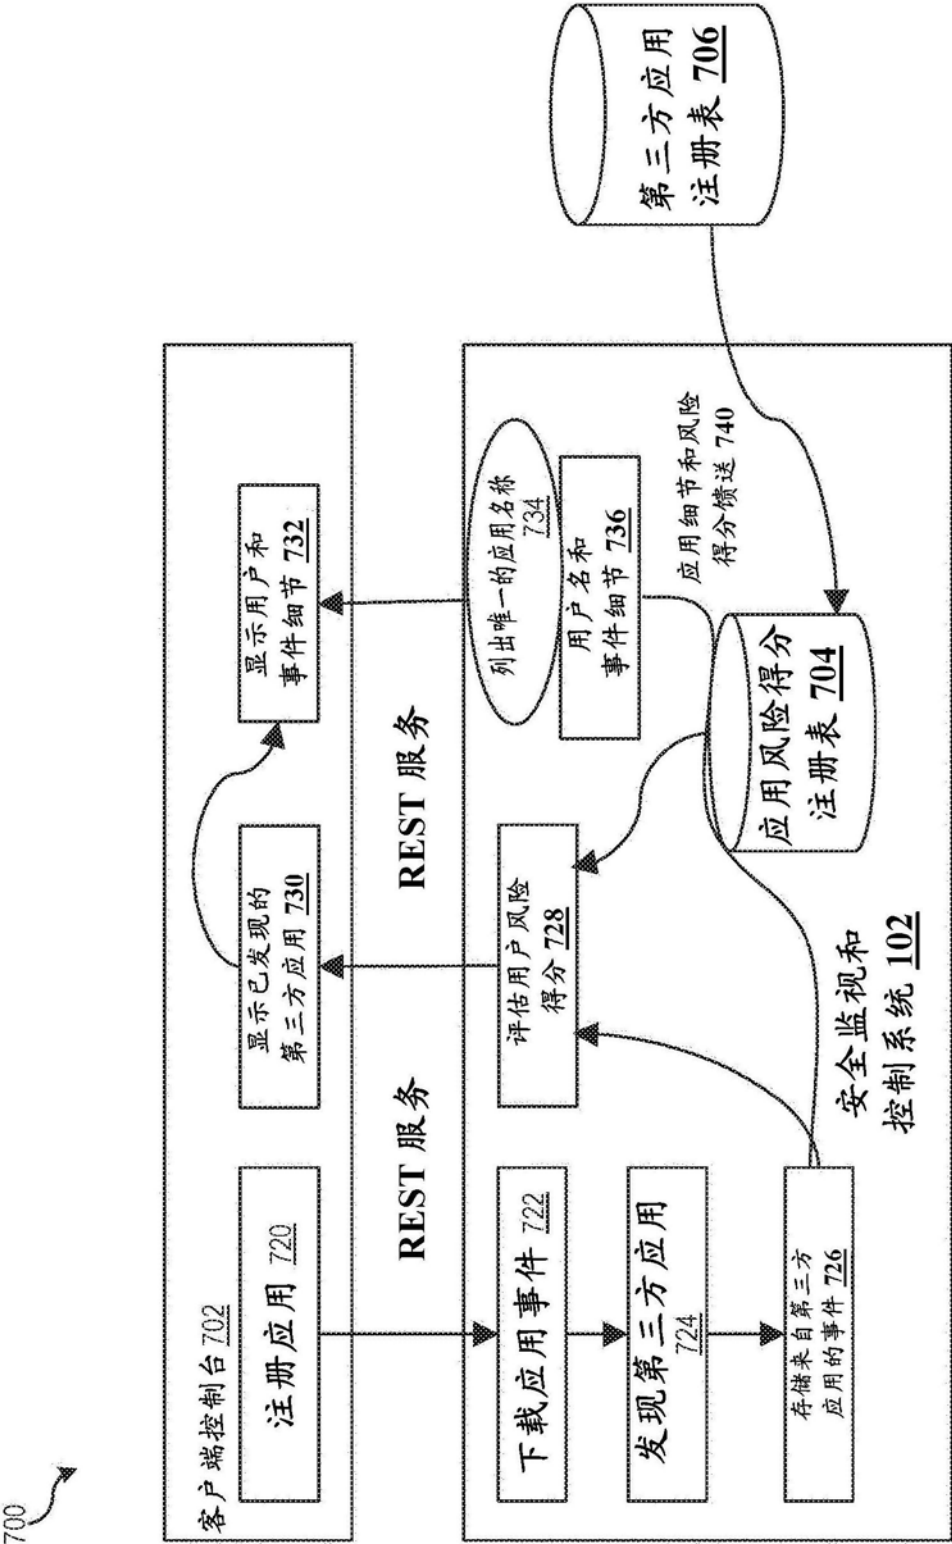 700
客户端控制台 702
注册应用 720
显示已发现的
第三方应用 730
显示用户和
事件细节 732
REST 服务
REST 服务
下载应用事件 722
发现第三方应用
724
存储来自第三方
应用的事件 726
评估用户风险
得分 728
列出唯一的应用名称
734
用户名和
事件细节 736
应用细节和风险
得分馈送 740
应用风险得分
注册表 704
安全监视和
控制系统 102
第三方应用
注册表 706